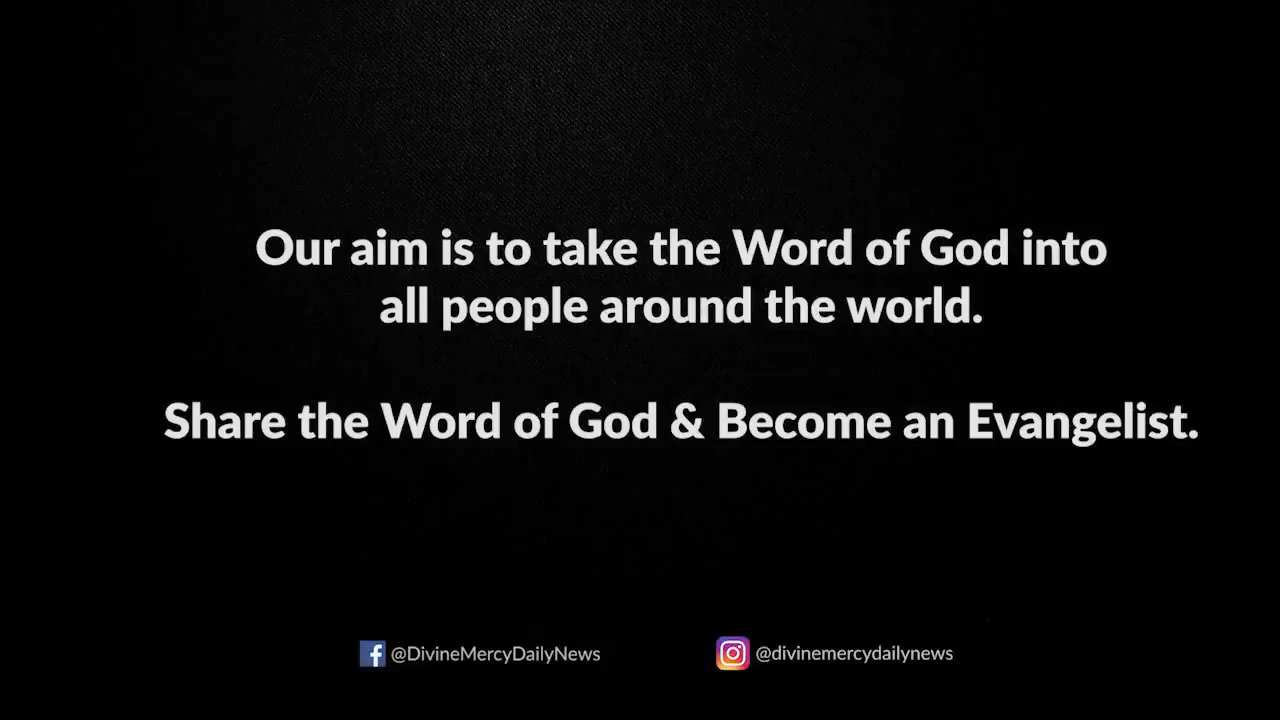 Our aim is to take the Word of God into
all people around the world.
Share the Word of God & Become an Evangelist.
@DivineMercyDailyNews
@divinemercydailynews